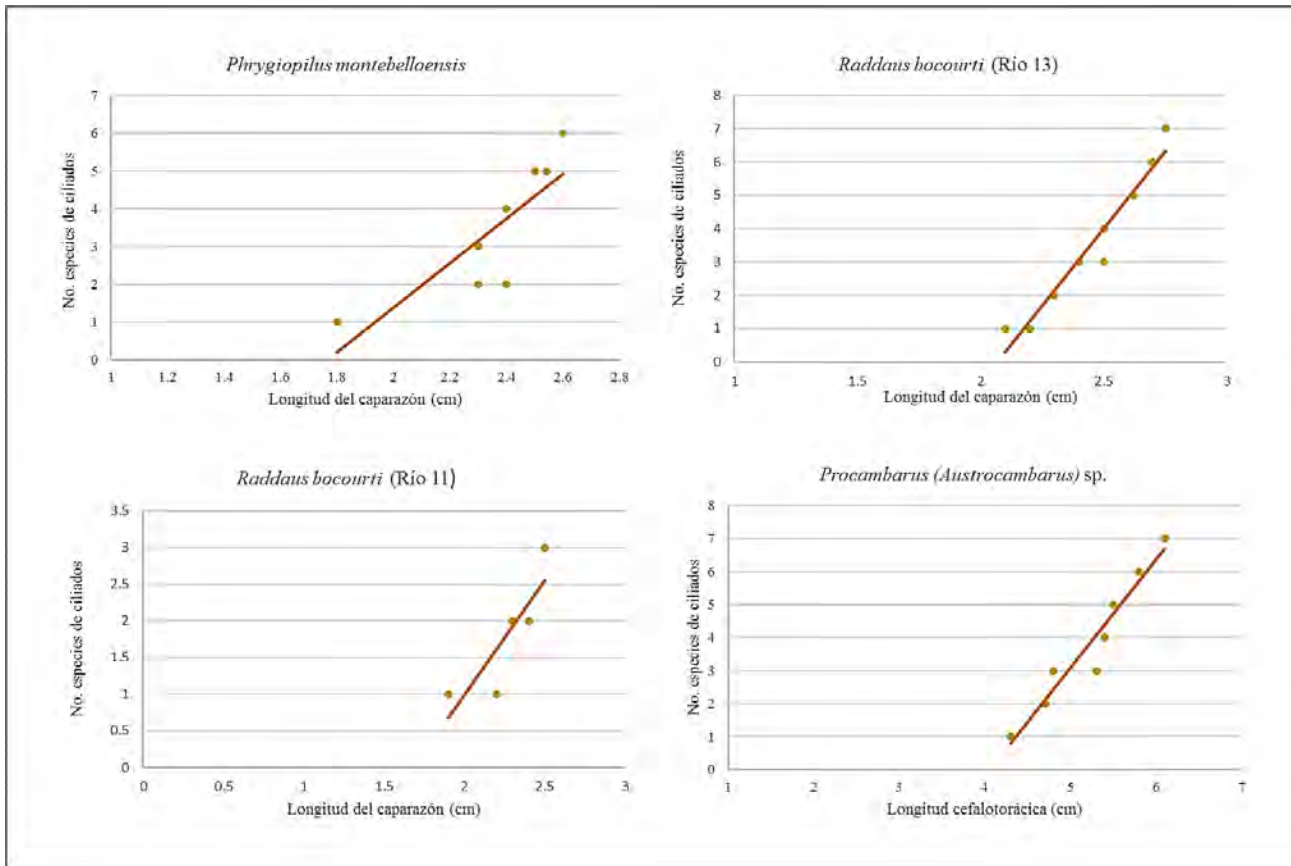 Phrygiopilus montebelloensis
No. especies de ciliados
7
6
5
4
3
2
1
0
1 1.2 1.4 1.6 1.8 2 2.2 2.4 2.6 2.8
Longitud del caparazón (cm)
Raddaus bocourti (Río 13)
No. especies de ciliados
8
7
6
5
4
3
2
1
0
1 1.5 2 2.5 3
Longitud del caparazón (cm)
Raddaus bocourti (Río 11)
No. especies de ciliados
3.5
3
2.5
2
1.5
1
0.5
0
0 0.5 1 1.5 2 2.5 3
Longitud del caparazón (cm)
Procambarus (Austrocambarus) sp.
No. especies de ciliados
8
7
6
5
4
3
2
1
0
1 2 3 4 5 6 7
Longitud cefalotorácica (cm)